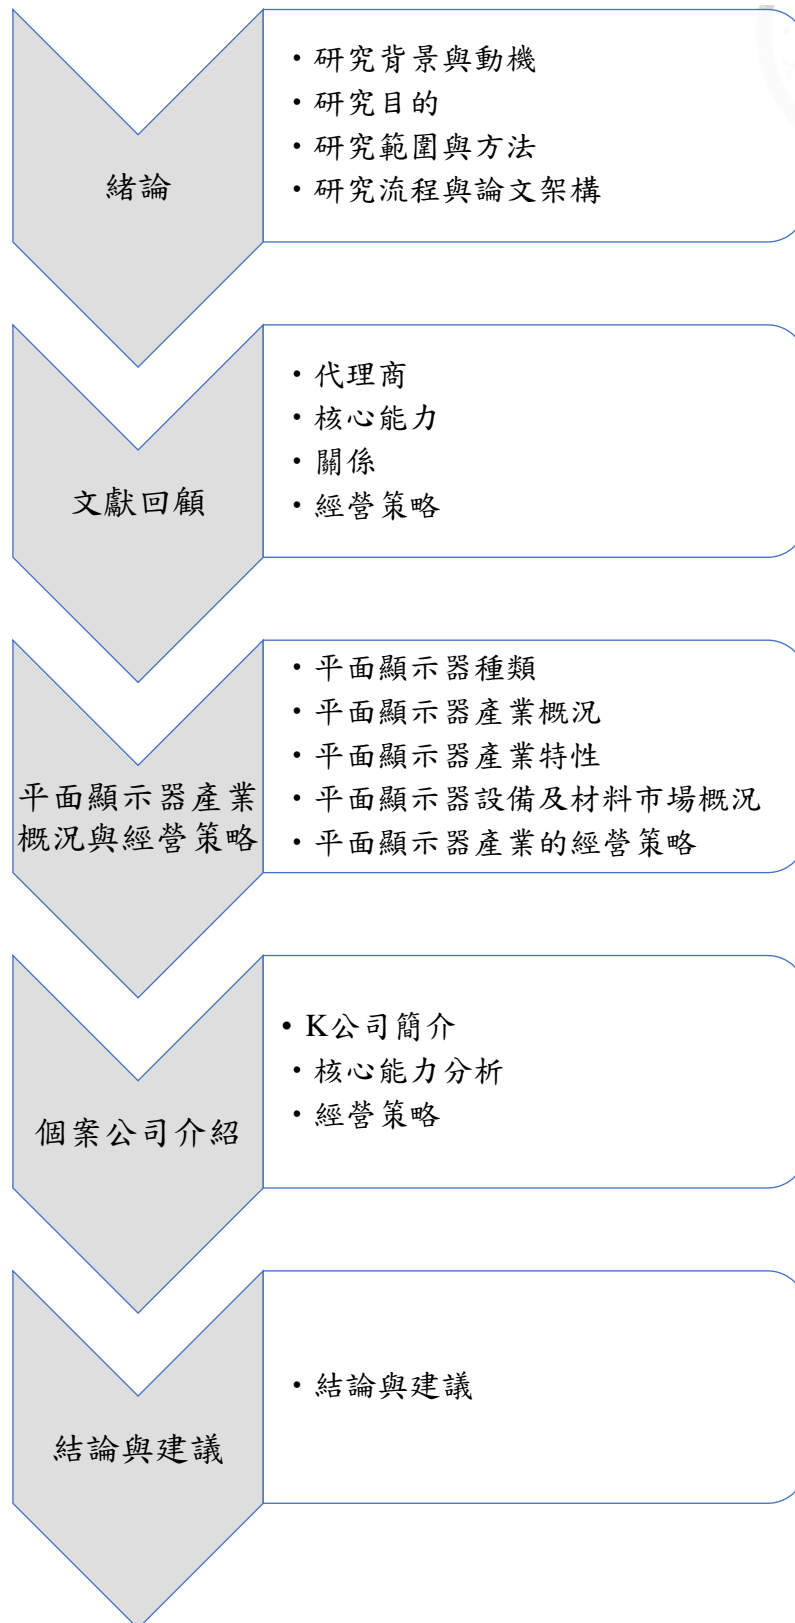 緒論
・研究背景與動機
・研究目的
・研究範圍與方法
・研究流程與論文架構
文獻回顧
・代理商
・核心能力
・關係
・經營策略
平面顯示器產業
概況與經營策略
・平面顯示器種類
・平面顯示器產業概況
・平面顯示器產業特性
・平面顯示器設備及材料市場概況
・平面顯示器產業的經營策略
個案公司介紹
・K公司簡介
・核心能力分析
・經營策略
結論與建議
・結論與建議